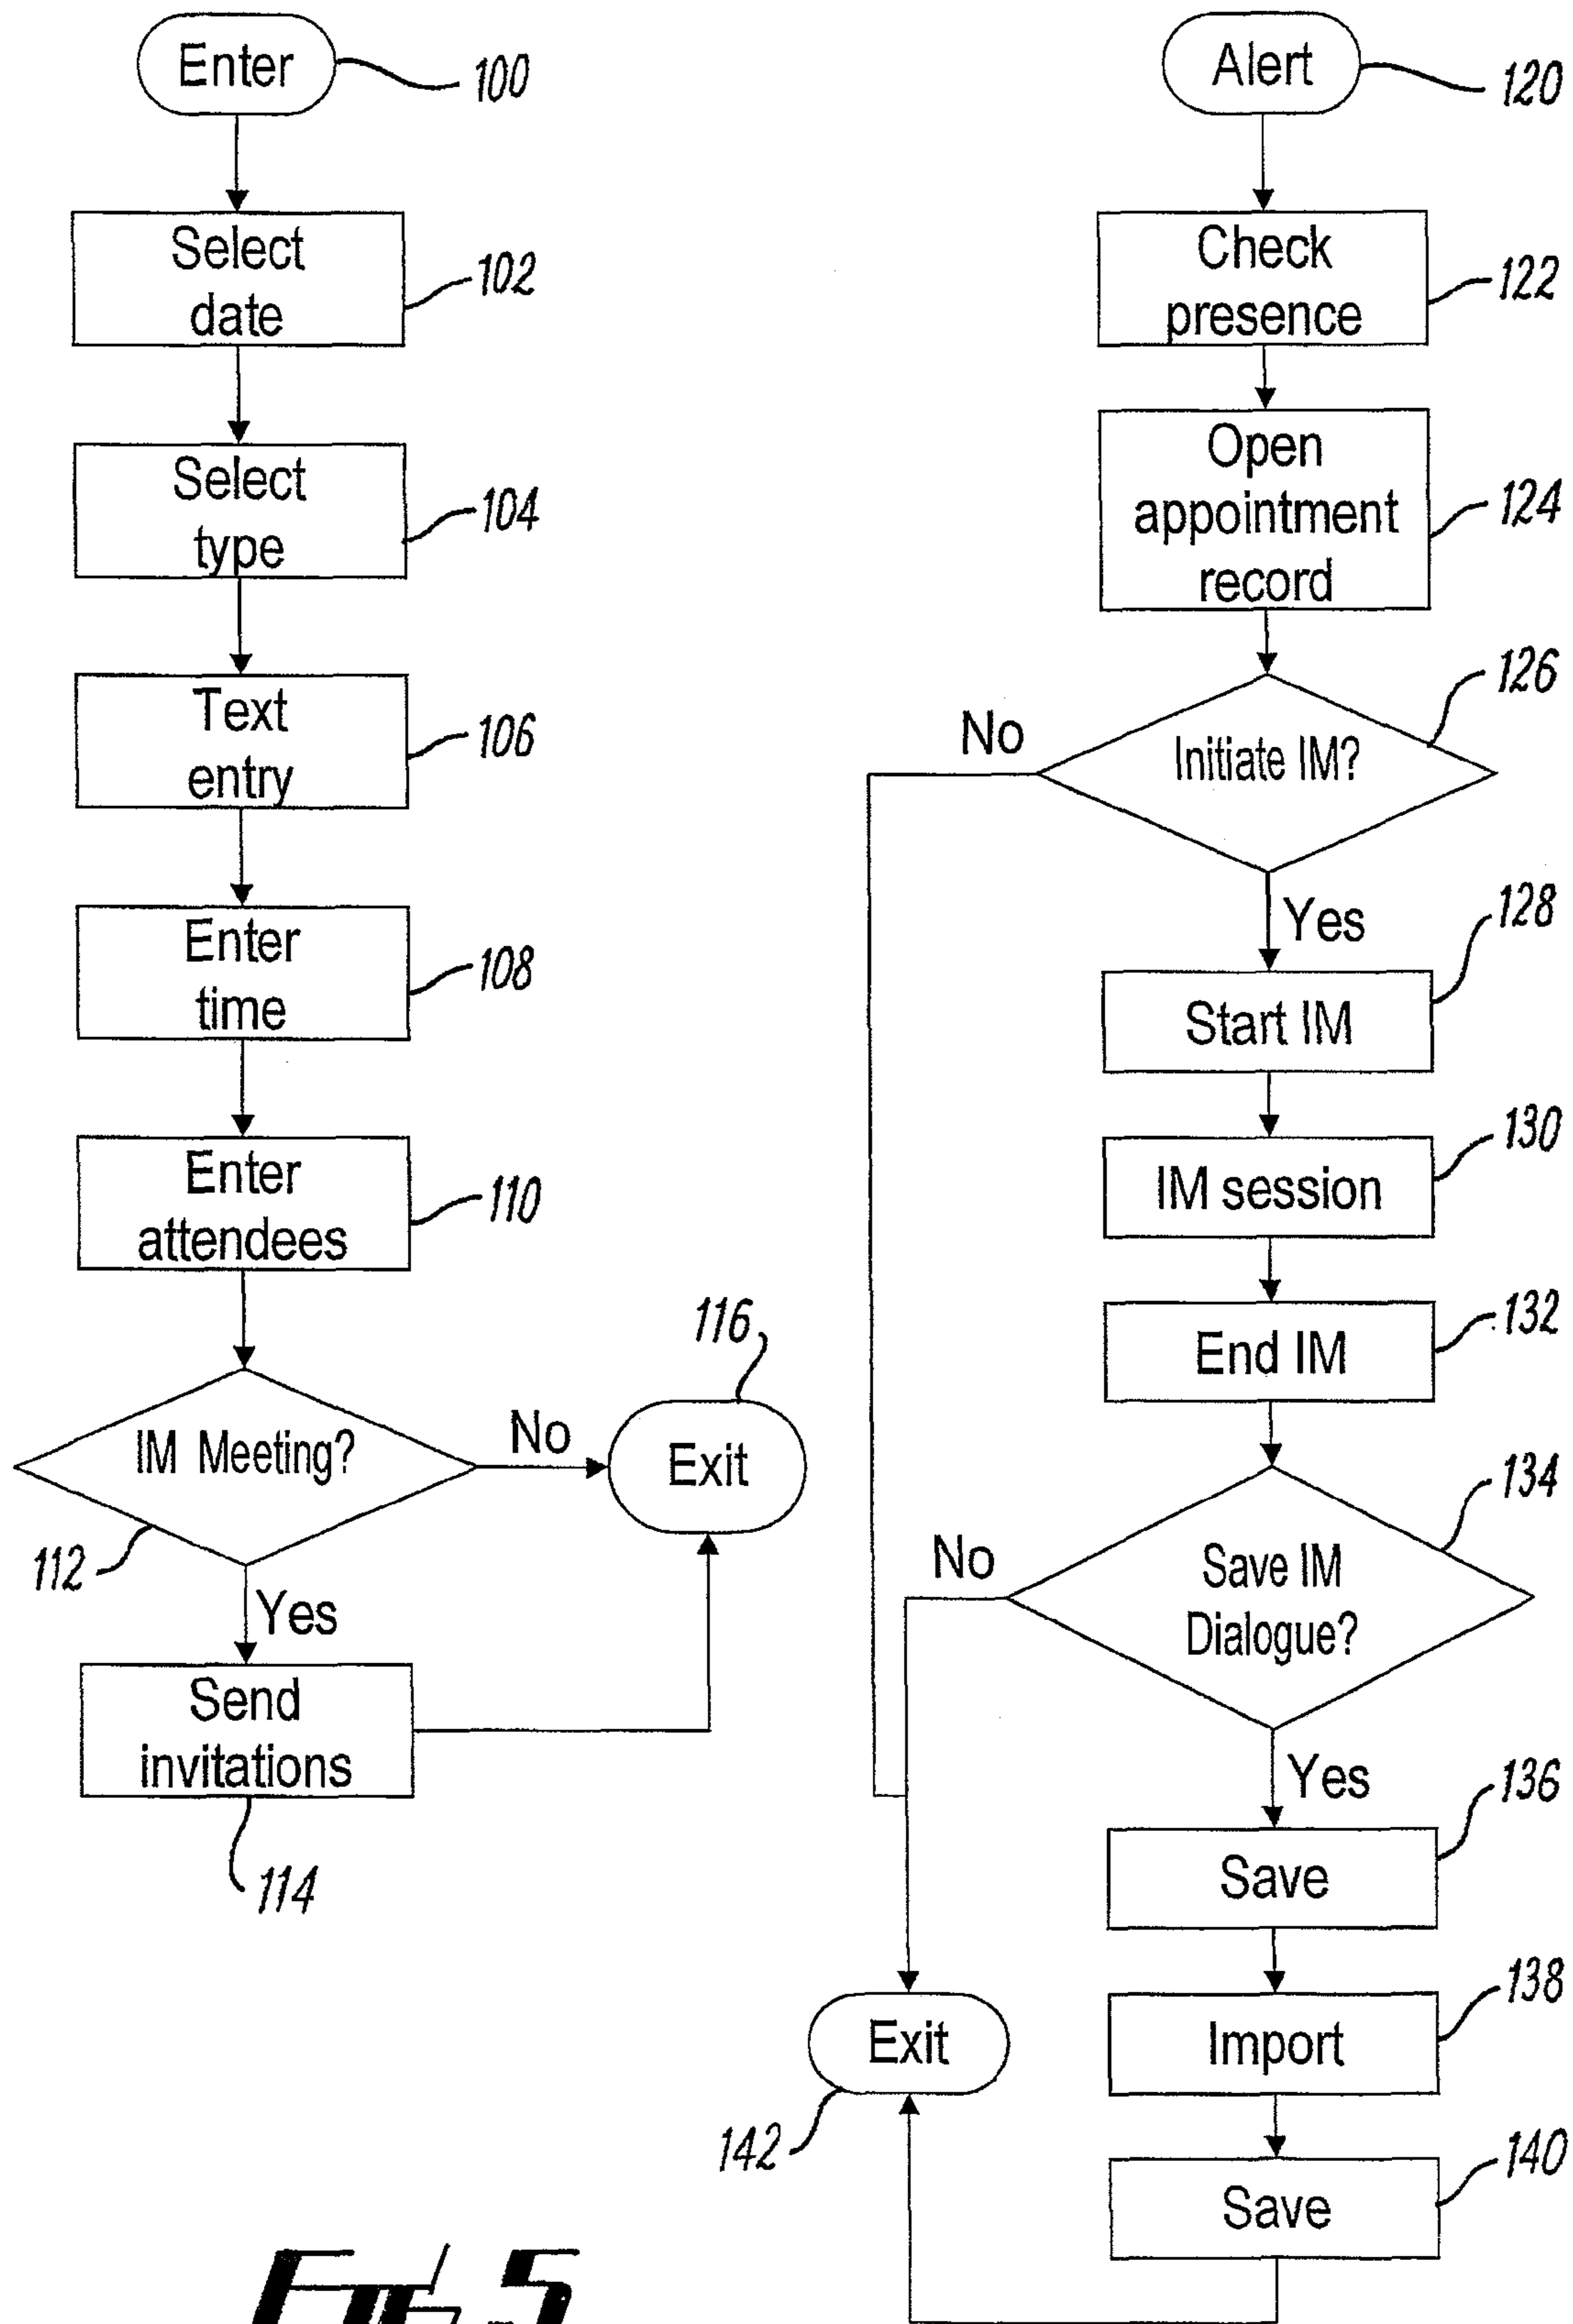 Enter
100
Select
date
102
Select
type
104
Text
entry
106
Enter
time
108
Enter
attendees
110
IM Meeting?
112
No
Exit
116
Yes
Send
invitations
114
Alert
120
Check
presence
122
Open
appointment
record
124
Initiate IM?
126
No
Yes
Start IM
128
IM session
130
End IM
132
Save IM
Dialogue?
134
No
Yes
Save
136
Import
138
Save
140
Exit
142